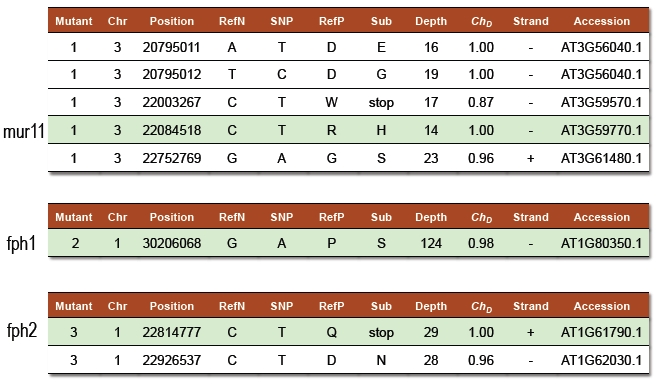 Mutant Chr Position RefN SNP RefP Sub Depth ChD Strand Accession
1 3 20795011 A T D E 16 1.00 - AT3G56040.1
1 3 20795012 T C D G 19 1.00 - AT3G56040.1
1 3 22003267 C T W stop 17 0.87 - AT3G59570.1
mur11 1 3 22084518 C T R H 14 1.00 - AT3G59770.1
1 3 22752769 G A G S 23 0.96 + AT3G61480.1
Mutant Chr Position RefN SNP RefP Sub Depth ChD Strand Accession
fph1 2 1 30206068 G A P S 124 0.98 - AT1G80350.1
Mutant Chr Position RefN SNP RefP Sub Depth ChD Strand Accession
fph2 3 1 22814777 C T Q stop 29 1.00 + AT1G61790.1
3 1 22926537 C T D N 28 0.96 - AT1G62030.1